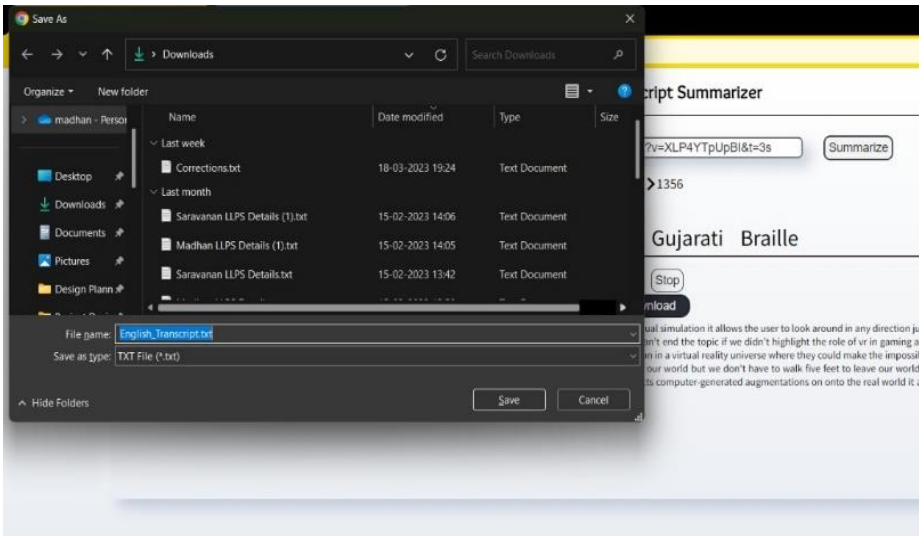 Save As
Downloads
Search Downloads
Organize
New folder
madhan - Persor
Desktop
Downloads
Documents
Pictures
Design Plann
Name
Date modified
Type
Size
Last week
Corrections.txt 18-03-2023 19:24 Text Document
Last month
Saravanan LLPS Details (1).txt 15-02-2023 14:06 Text Document
Madhan LLPS Details (1).txt 15-02-2023 14:05 Text Document
Saravanan LLPS Details.txt 15-02-2023 13:42 Text Document
File name: English_Transcript.txt
Save as type: TXT File (*.txt)
Hide Folders
Save
Cancel
cript Summarizer
?v=XLP4YTpUpBI&t=3s
Summarize
>1356
Gujarati Braille
Stop
nload
ual simulation it allows the user to look around in any direction ju
n't end the topic if we didn't highlight the role of vr in gaming a
n in a virtual reality universe where they could make the impossil
our world but we don't have to walk five feet to leave our world
ts computer-generated augmentations on onto the real world it a